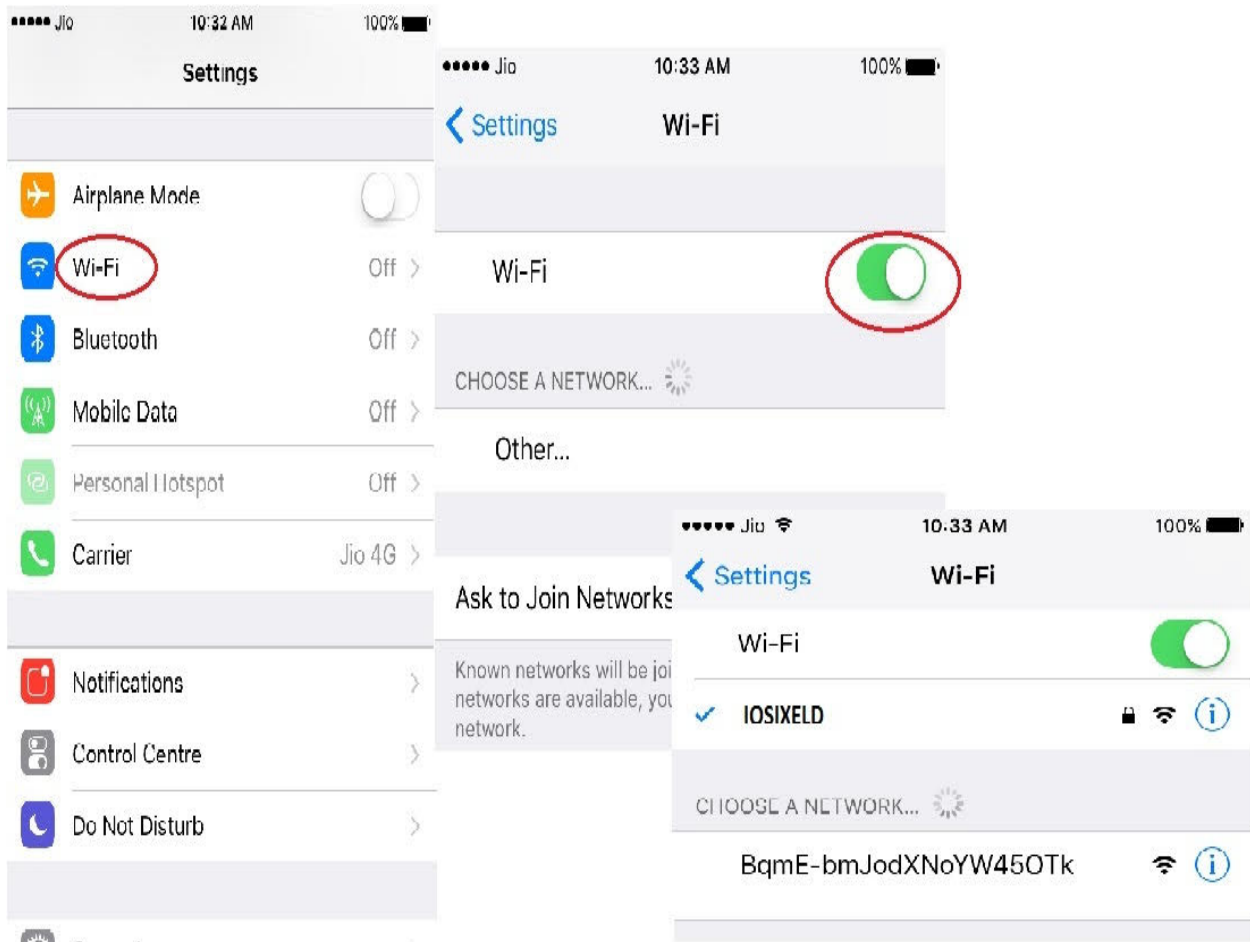 Jio 10:32 AM 100%
Settings
Airplane Mode
Wi-Fi Off
Bluetooth Off
Mobile Data Off
Personal Hotspot Off
Carrier Jio 4G
Notifications
Control Centre
Do Not Disturb
Jio 10:33 AM 100%
Settings Wi-Fi
Wi-Fi
CHOOSE A NETWORK...
Other...
Ask to Join Networks
Known networks will be joi
networks are available, you
network.
Jio 10:33 AM 100%
Settings Wi-Fi
Wi-Fi
IOSIXELD
CHOOSE A NETWORK...
BqmE-bmJodXNoYW45OTk